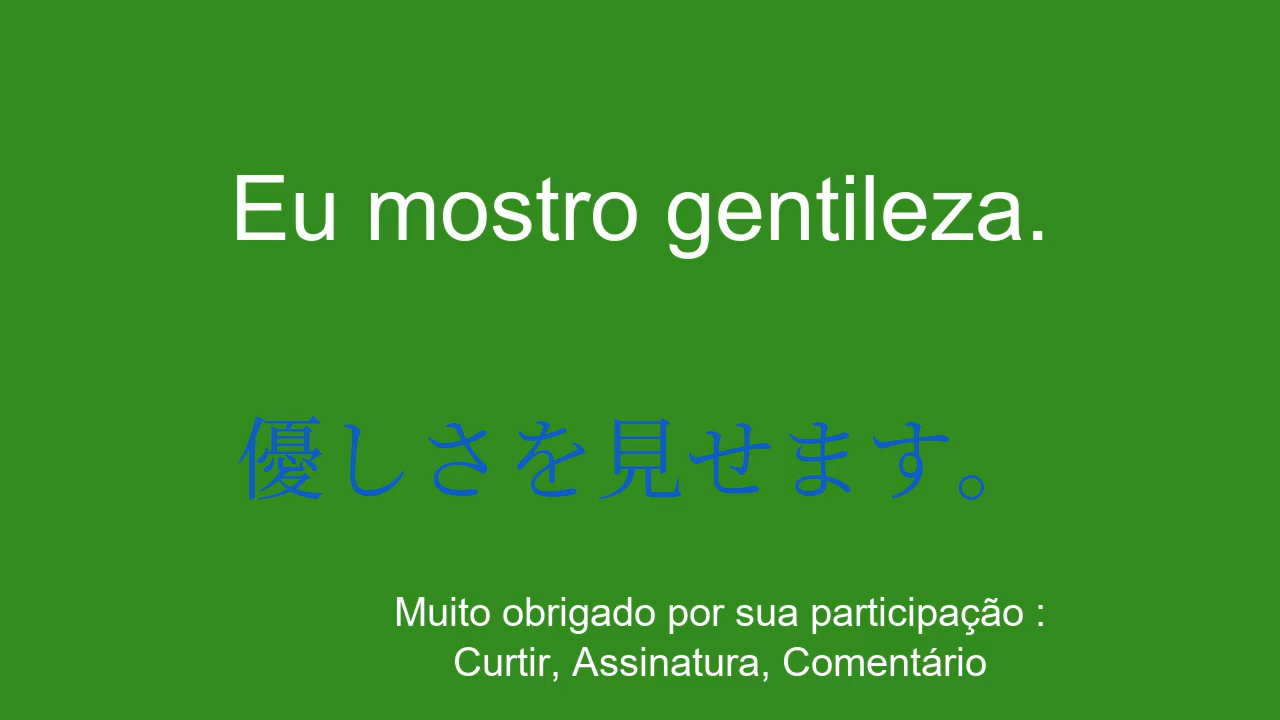 Eu mostro gentileza.
優しさを見せます。
Muito obrigado por sua participação :
Curtir, Assinatura, Comentário